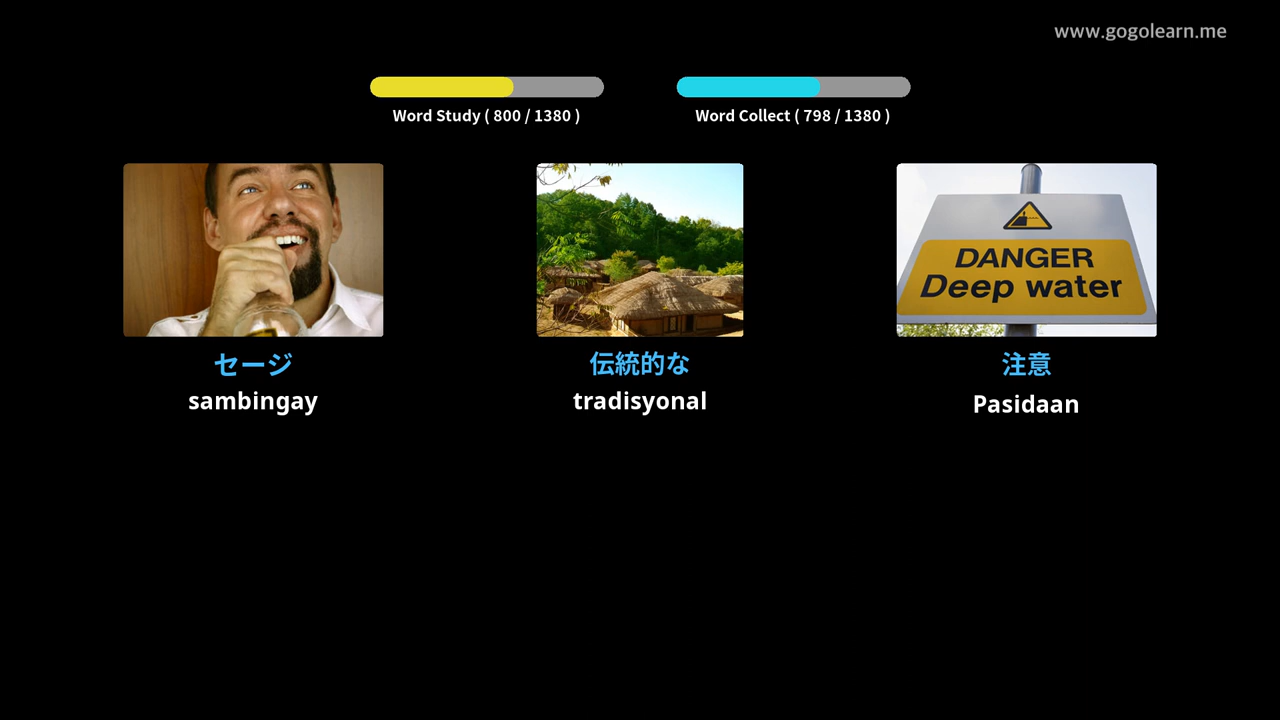 www.gogolearn.me
Word Study ( 800 / 1380 )
Word Collect ( 798 / 1380 )
DANGER
Deep water
セージ
sambingay
伝統的な
tradisyonal
注意
Pasidaan